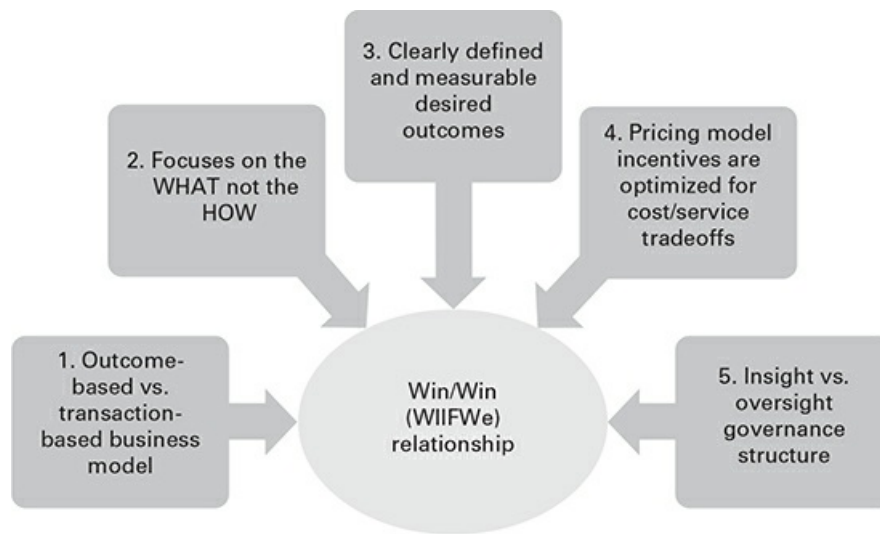 1. Outcome-
based vs.
transaction-
based business
model
2. Focuses on the
WHAT not the
HOW
3. Clearly defined
and measurable
desired
outcomes
4. Pricing model
incentives are
optimized for
cost/service
tradeoffs
5. Insight vs.
oversight
governance
structure
Win/Win
(WIIFWe)
relationship